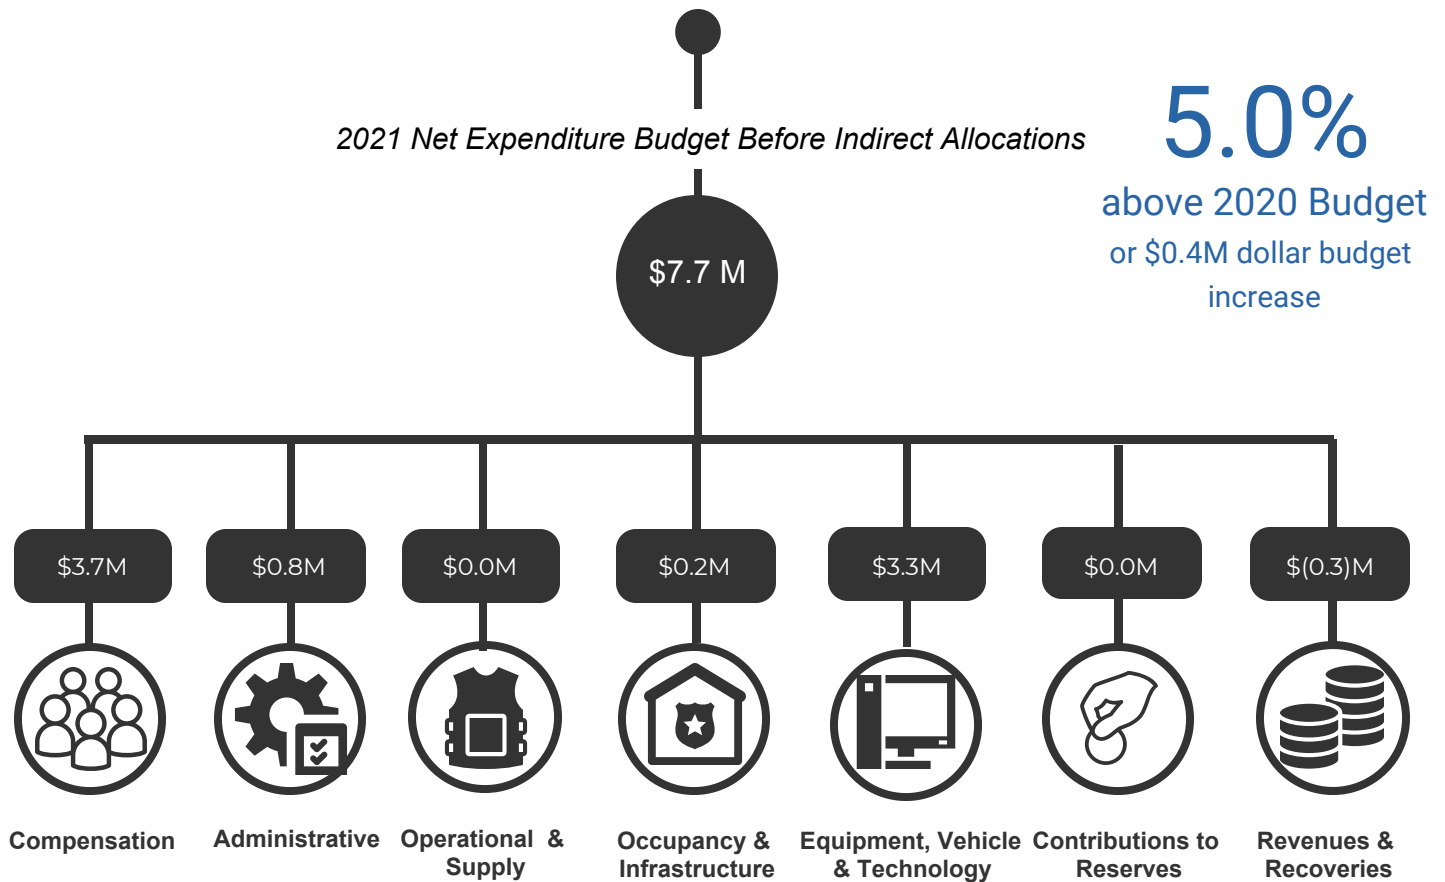 2021 Net Expenditure Budget Before Indirect Allocations
5.0%
above 2020 Budget
or $0.4M dollar budget
increase
$7.7 M
$3.7M
$0.8M
$0.0M
$0.2M
$3.3M
$0.0M
$(0.3)M
Compensation
Administrative
Operational &
Supply
Occupancy &
Infrastructure
Equipment, Vehicle
& Technology
Contributions to
Reserves
Revenues &
Recoveries